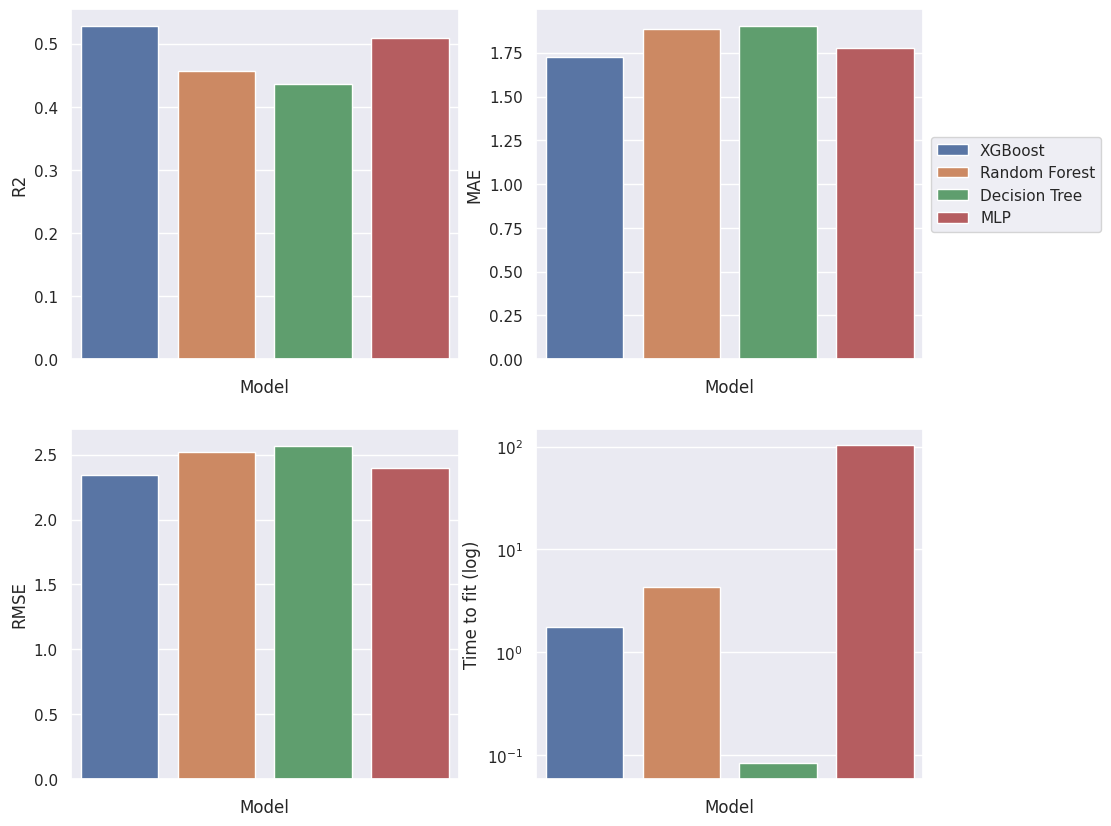 0.5
0.4
0.3
0.2
0.1
0.0
R2
Model
1.75
1.50
1.25
1.00
0.75
0.50
0.25
0.00
MAE
Model
XGBoost
Random Forest
Decision Tree
MLP
2.5
2.0
1.5
1.0
0.5
0.0
RMSE
Model
10²
10¹
10⁰
10⁻¹
Time to fit (log)
Model